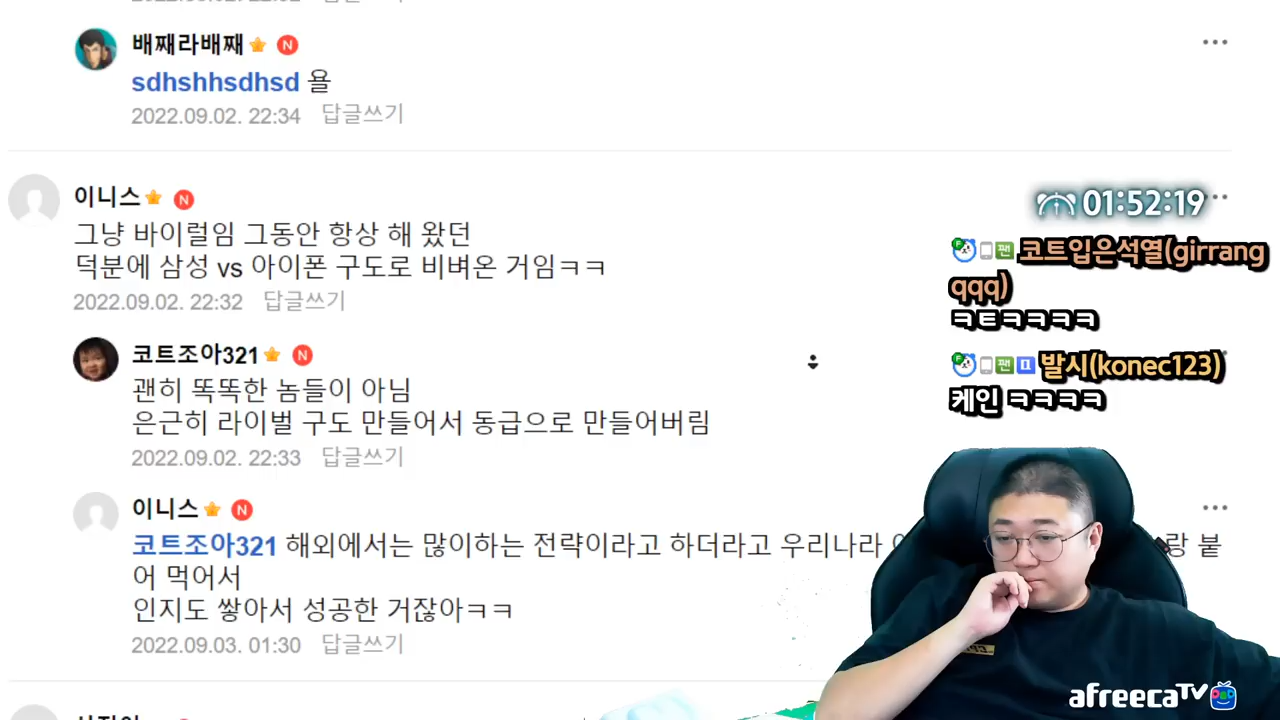 배째라배째 N
sdhshhsdhsd 욜
2022.09.02. 22:34 답글쓰기
이니스 N
그냥 바이럴임 그동안 항상 해 왔던
덕분에 삼성 vs 아이폰 구도로 비벼온 거임ㅋㅋ
2022.09.02. 22:32 답글쓰기
코트조아321 N
괜히 똑똑한 놈들이 아님
은근히 라이벌 구도 만들어서 동급으로 만들어버림
2022.09.02. 22:33 답글쓰기
이니스 N
코트조아321 해외에서는 많이하는 전략이라고 하더라고 우리나라 랑 붙
어 먹어서
인지도 쌓아서 성공한 거잖아ㅋㅋ
2022.09.03. 01:30 답글쓰기
01:52:19
F 팬 코트입은석열(girrang
qqq)
ㅋㅌㅋㅋㅋㅋ
F 팬 발시(konec123)
케인 ㅋㅋㅋㅋ
afreecaTV